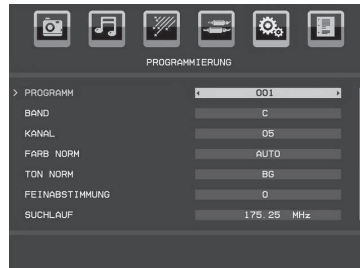 PROGRAMMIERUNG
> PROGRAMM 001
BAND C
KANAL 05
FARB NORM AUTO
TON NORM BG
FEINABSTIMMUNG 0
SUCHLAUF 175.25 MHz